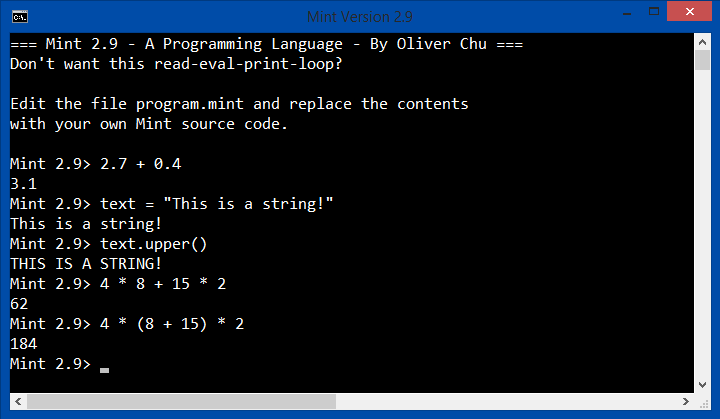 Mint Version 2.9
=== Mint 2.9 - A Programming Language - By Oliver Chu ===
Don't want this read-eval-print-loop?
Edit the file program.mint and replace the contents
with your own Mint source code.
Mint 2.9> 2.7 + 0.4
3.1
Mint 2.9> text = "This is a string!"
This is a string!
Mint 2.9> text.upper()
THIS IS A STRING!
Mint 2.9> 4 * 8 + 15 * 2
62
Mint 2.9> 4 * (8 + 15) * 2
184
Mint 2.9> _